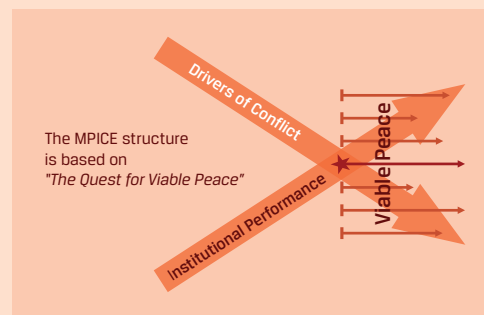 Drivers of Conflict
The MPICE structure
is based on
"The Quest for Viable Peace"
Institutional Performance
Viable Peace